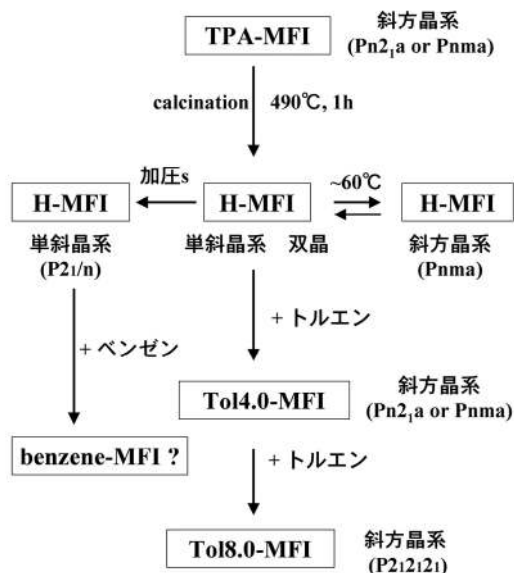 TPA-MFI
斜方晶系
(Pn2₁a or Pnma)
calcination 490℃, 1h
加圧s
~60℃
H-MFI
H-MFI
H-MFI
単斜晶系
(P21/n)
単斜晶系 双晶
斜方晶系
(Pnma)
+ ベンゼン
+ トルエン
Tol4.0-MFI
斜方晶系
(Pn2₁a or Pnma)
benzene-MFI ?
+ トルエン
Tol8.0-MFI
斜方晶系
(P212121)